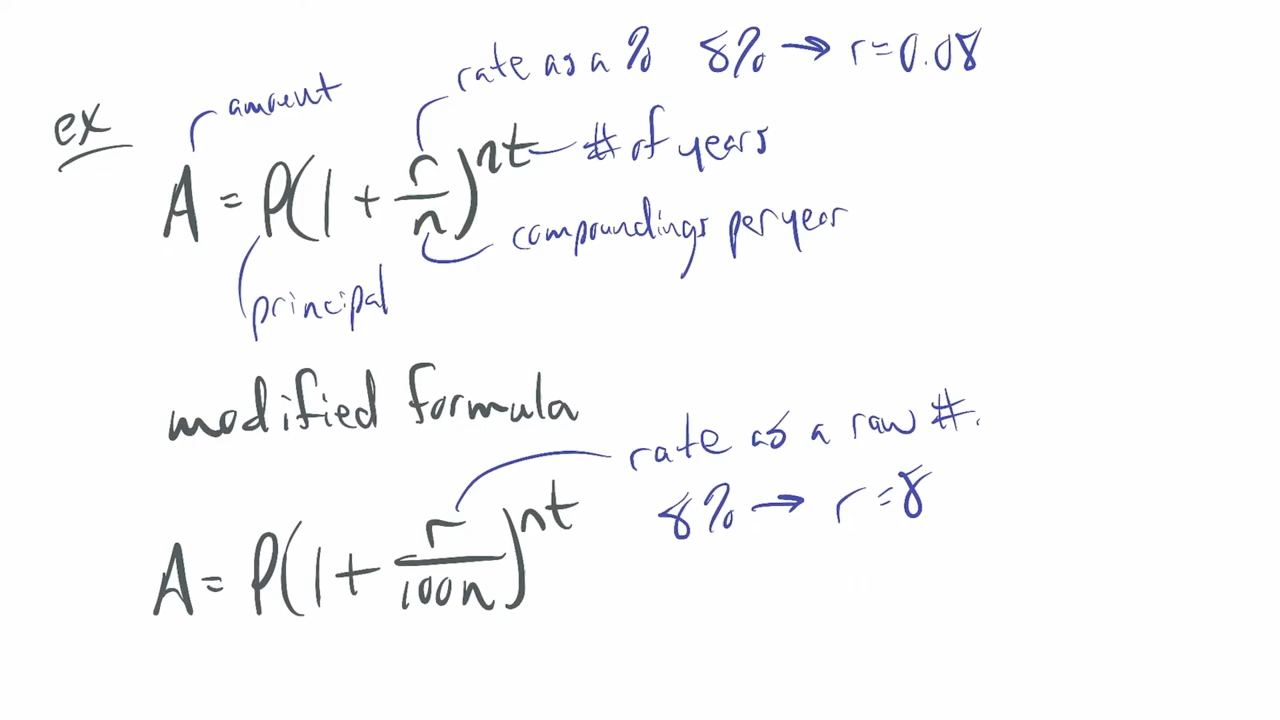 ex
amount
rate as a % 8% → r=0.08
A = P(1 + r/n)^nt
# of years
compoundings per year
principal
modified formula
rate as a raw #.
8% → r=8
A = P(1 + r/100n)^nt